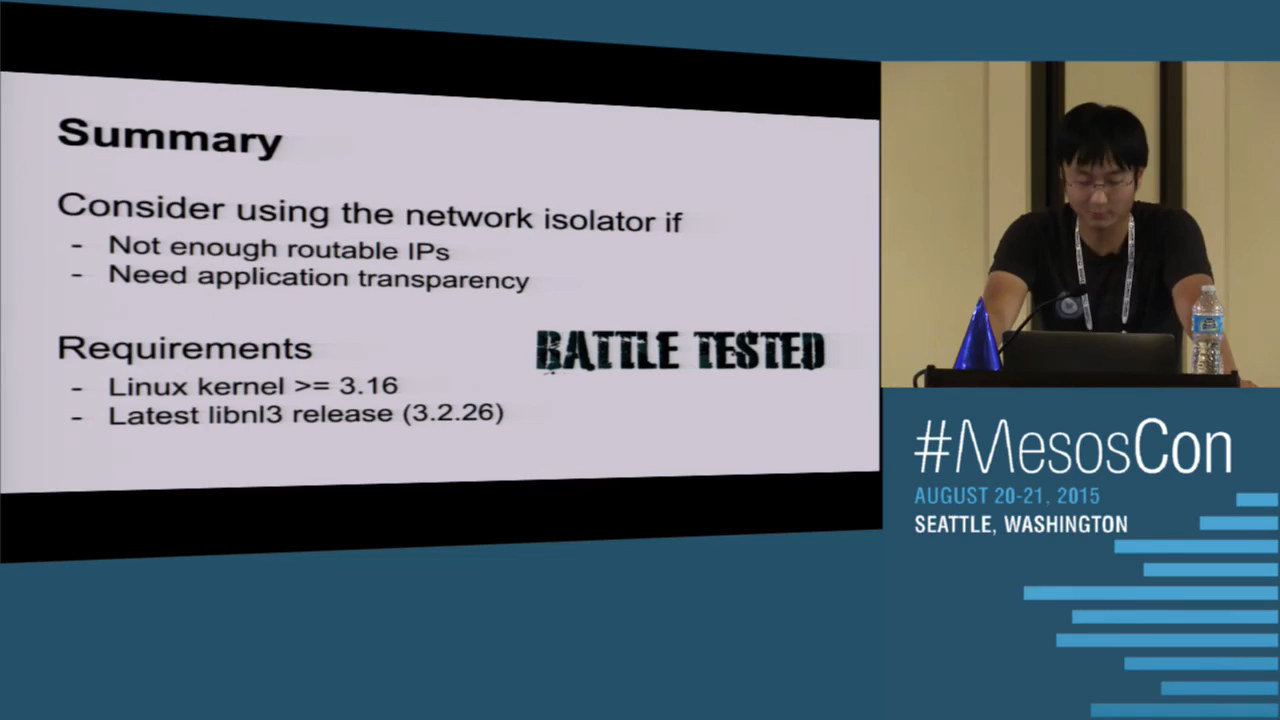 Summary
Consider using the network isolator if
- Not enough routable IPs
- Need application transparency
Requirements
- Linux kernel >= 3.16
- Latest libnl3 release (3.2.26)
BATTLE TESTED
#MesosCon
AUGUST 20-21, 2015
SEATTLE, WASHINGTON